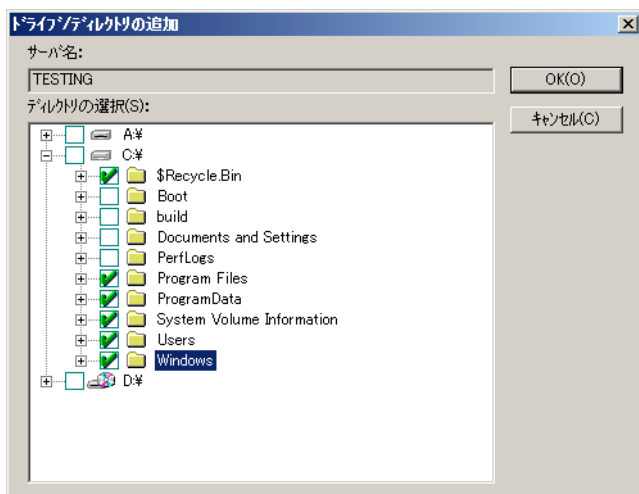 ﾄﾞﾗｲﾌﾞ/ﾃﾞｨﾚｸﾄﾘの追加
サーバ名:
TESTING
OK(O)
ﾃﾞｨﾚｸﾄﾘの選択(S):
ｷｬﾝｾﾙ(C)
A:¥
C:¥
$Recycle.Bin
Boot
build
Documents and Settings
PerfLogs
Program Files
ProgramData
System Volume Information
Users
Windows
D:¥